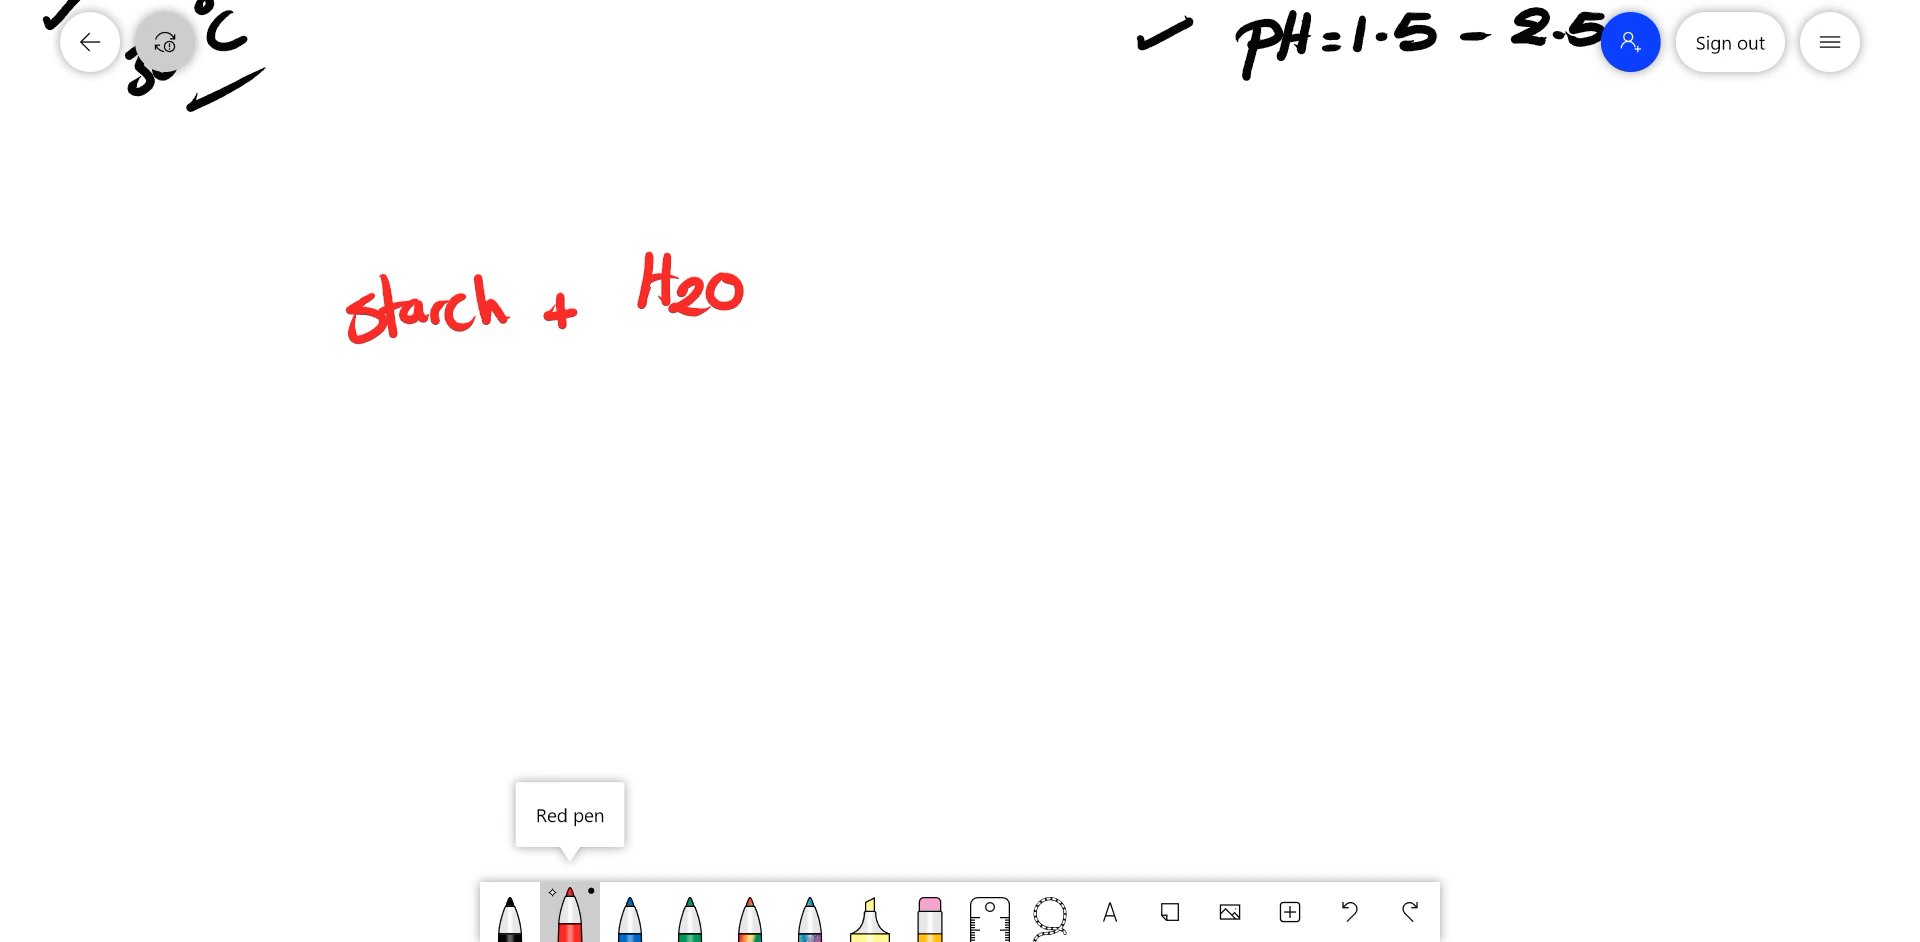 °C
pH = 1.5 - 2.5
Sign out
starch + H2O
Red pen
A